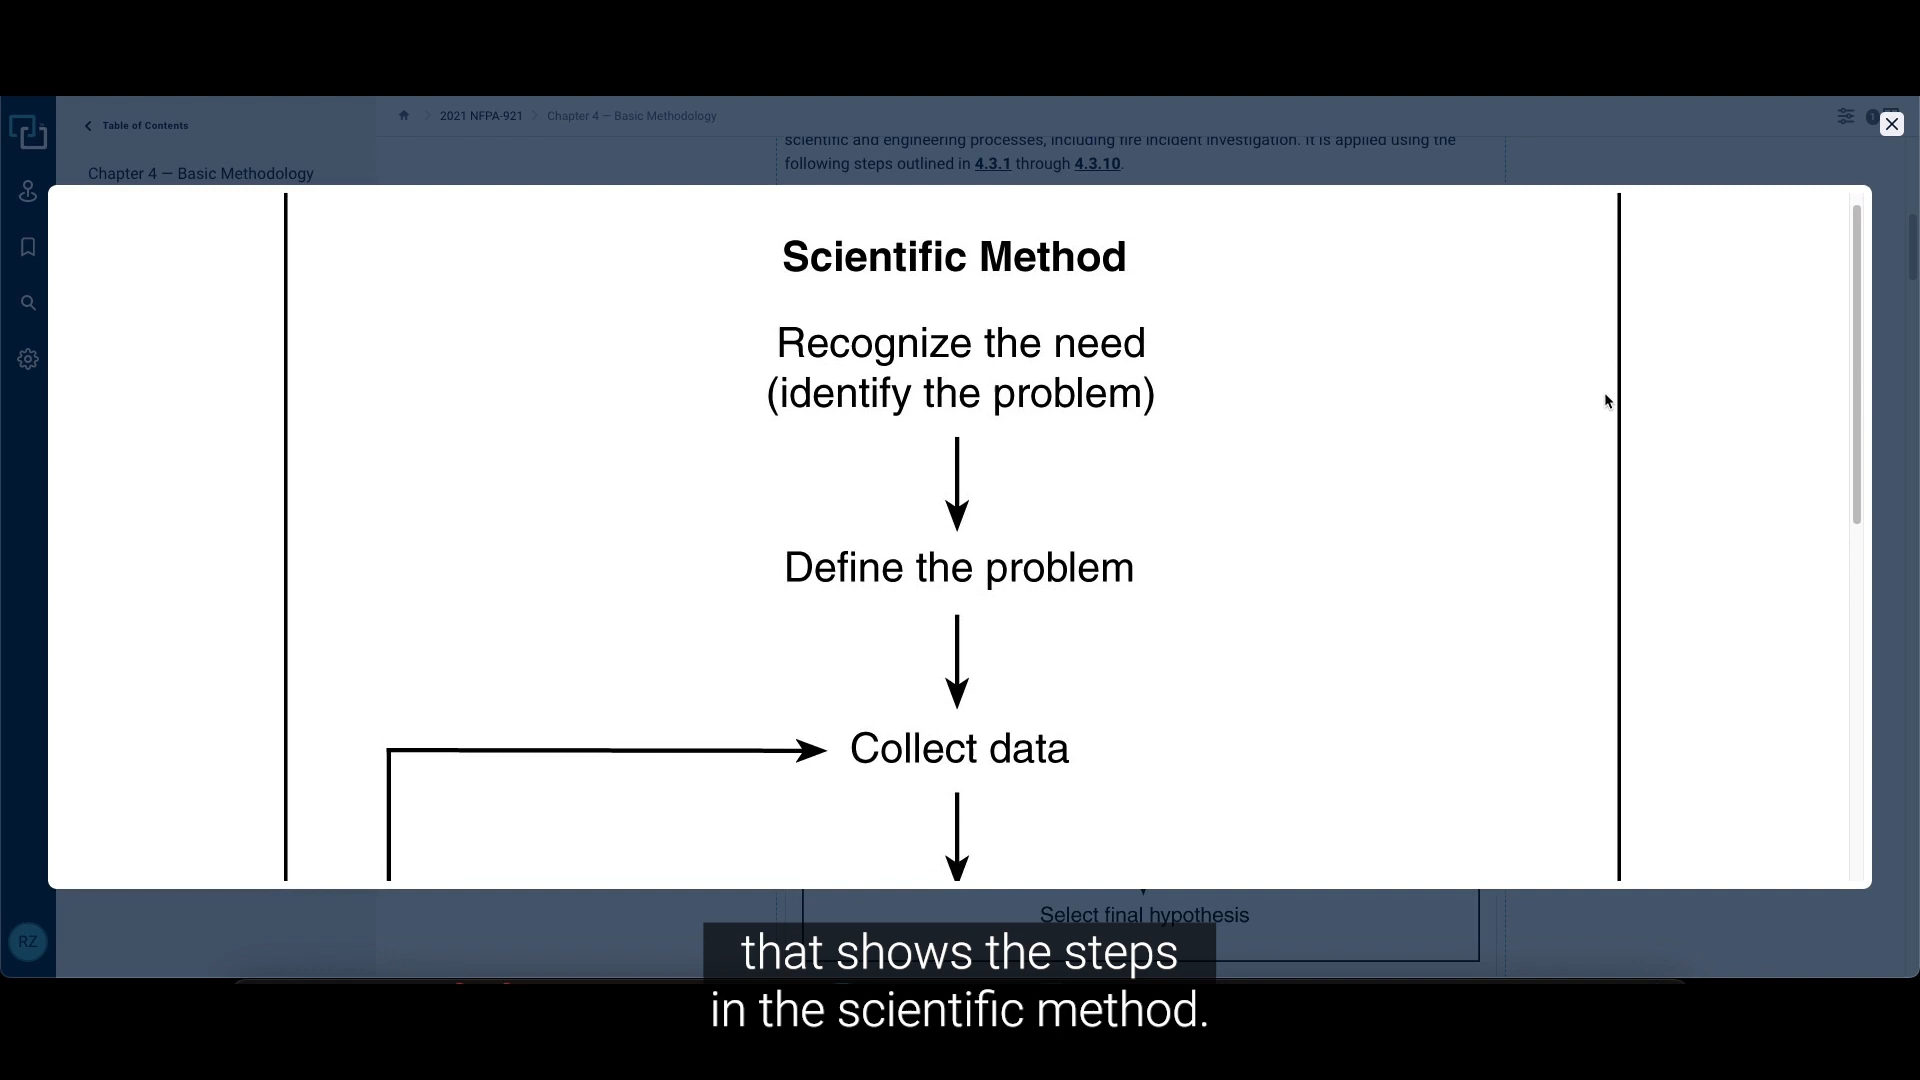 Table of Contents
2021 NFPA-921
Chapter 4 — Basic Methodology
1
scientific and engineering processes, including fire incident investigation. It is applied using the
following steps outlined in 4.3.1 through 4.3.10.
Chapter 4 — Basic Methodology
Scientific Method
Recognize the need
(identify the problem)
Define the problem
Collect data
Select final hypothesis
RZ
that shows the steps
in the scientific method.